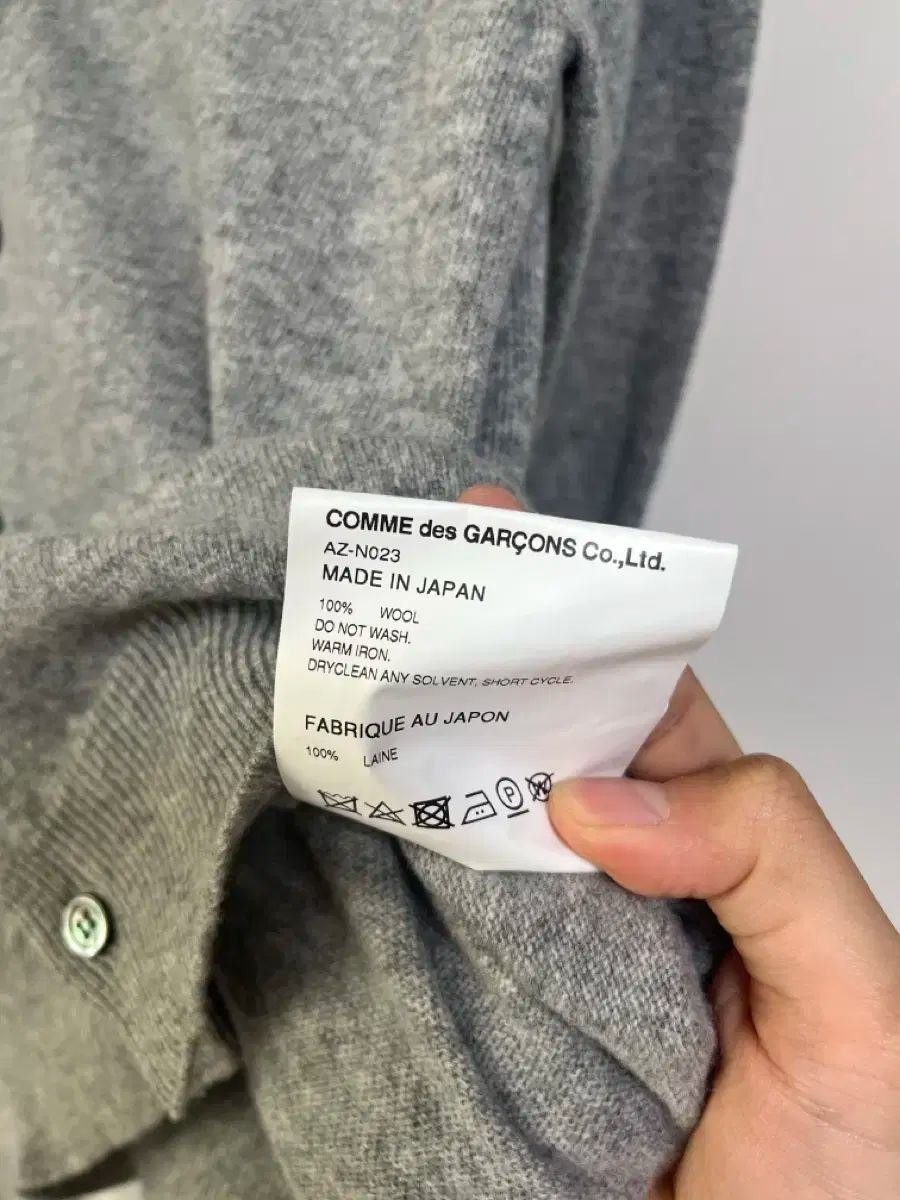 COMME des GARÇONS Co.,Ltd.
AZ-N023
MADE IN JAPAN
100% WOOL
DO NOT WASH.
WARM IRON.
DRYCLEAN ANY SOLVENT, SHORT CYCLE.
FABRIQUE AU JAPON
100% LAINE
P W